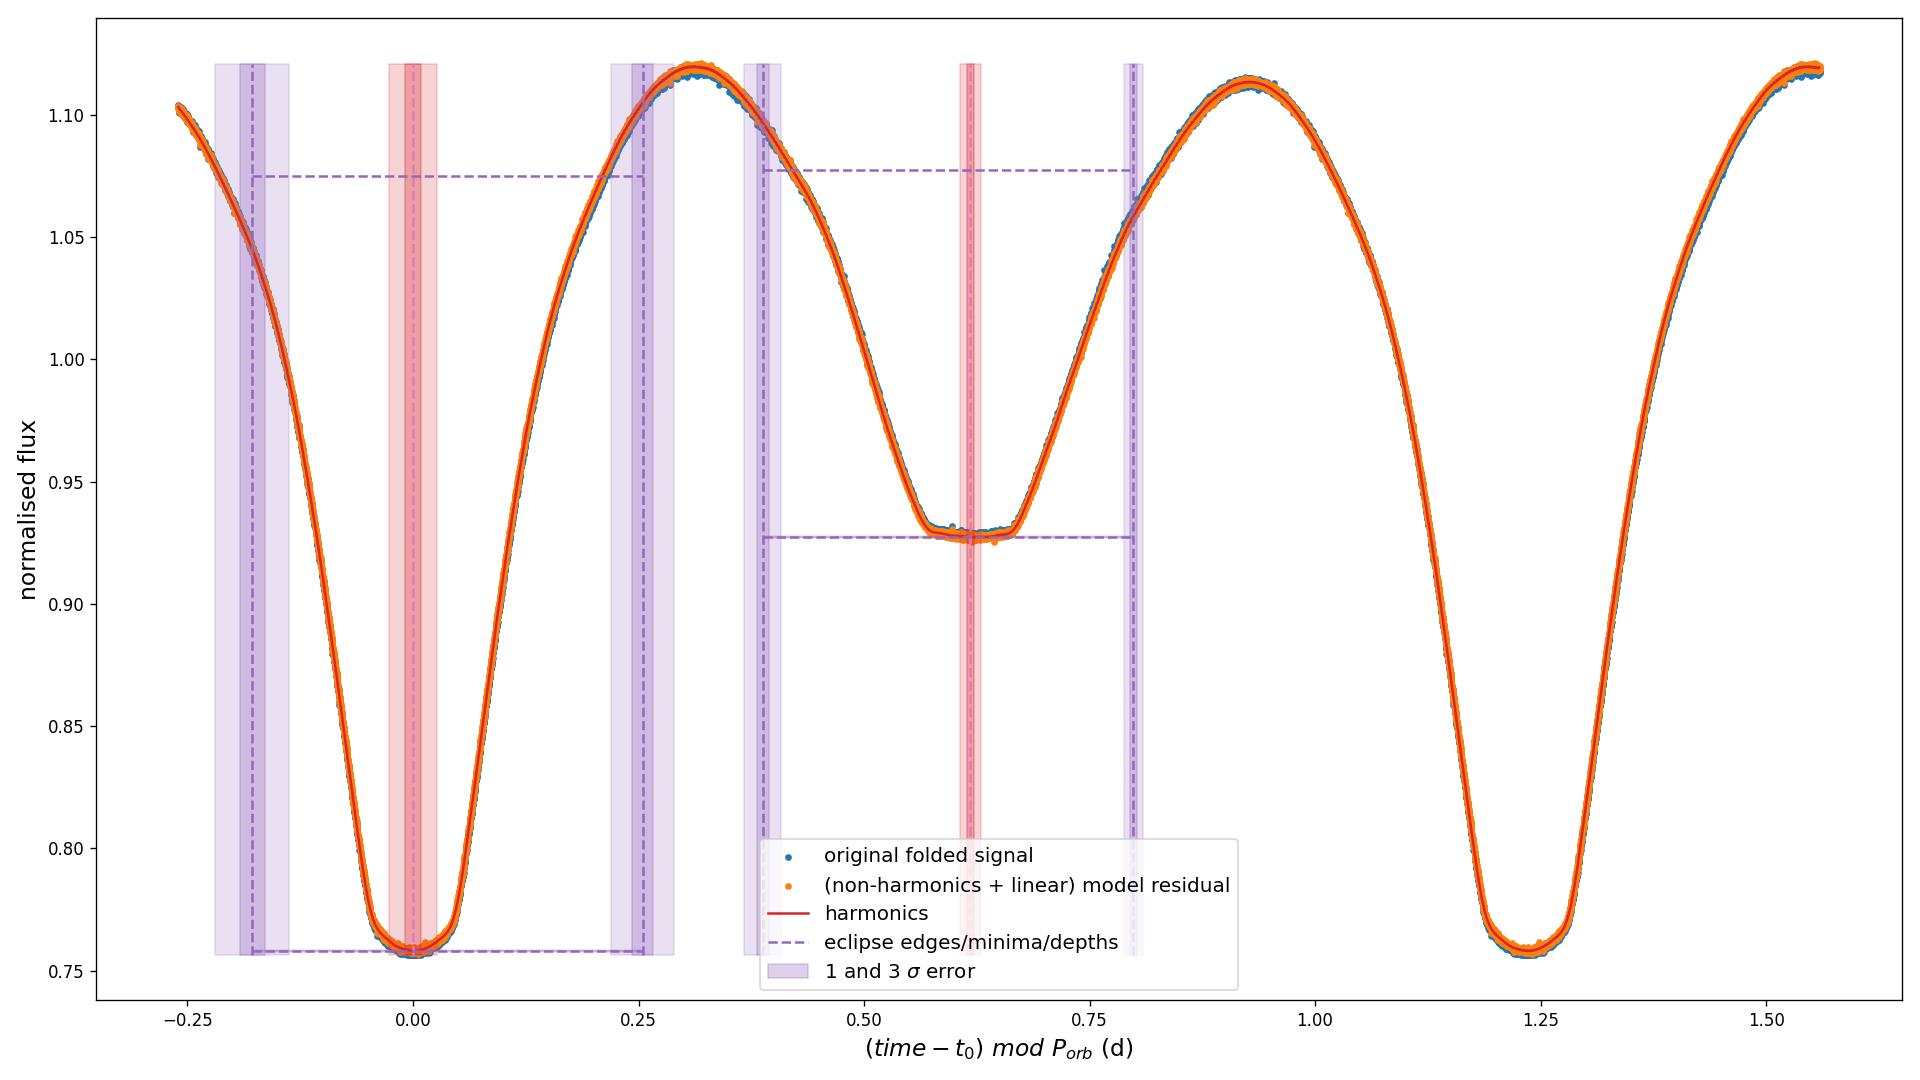 normalised flux
1.10
1.05
1.00
0.95
0.90
0.85
0.80
0.75
original folded signal
(non-harmonics + linear) model residual
harmonics
eclipse edges/minima/depths
1 and 3 σ error
−0.25 0.00 0.25 0.50 0.75 1.00 1.25 1.50
(time − t₀) mod Pₒᵣb (d)